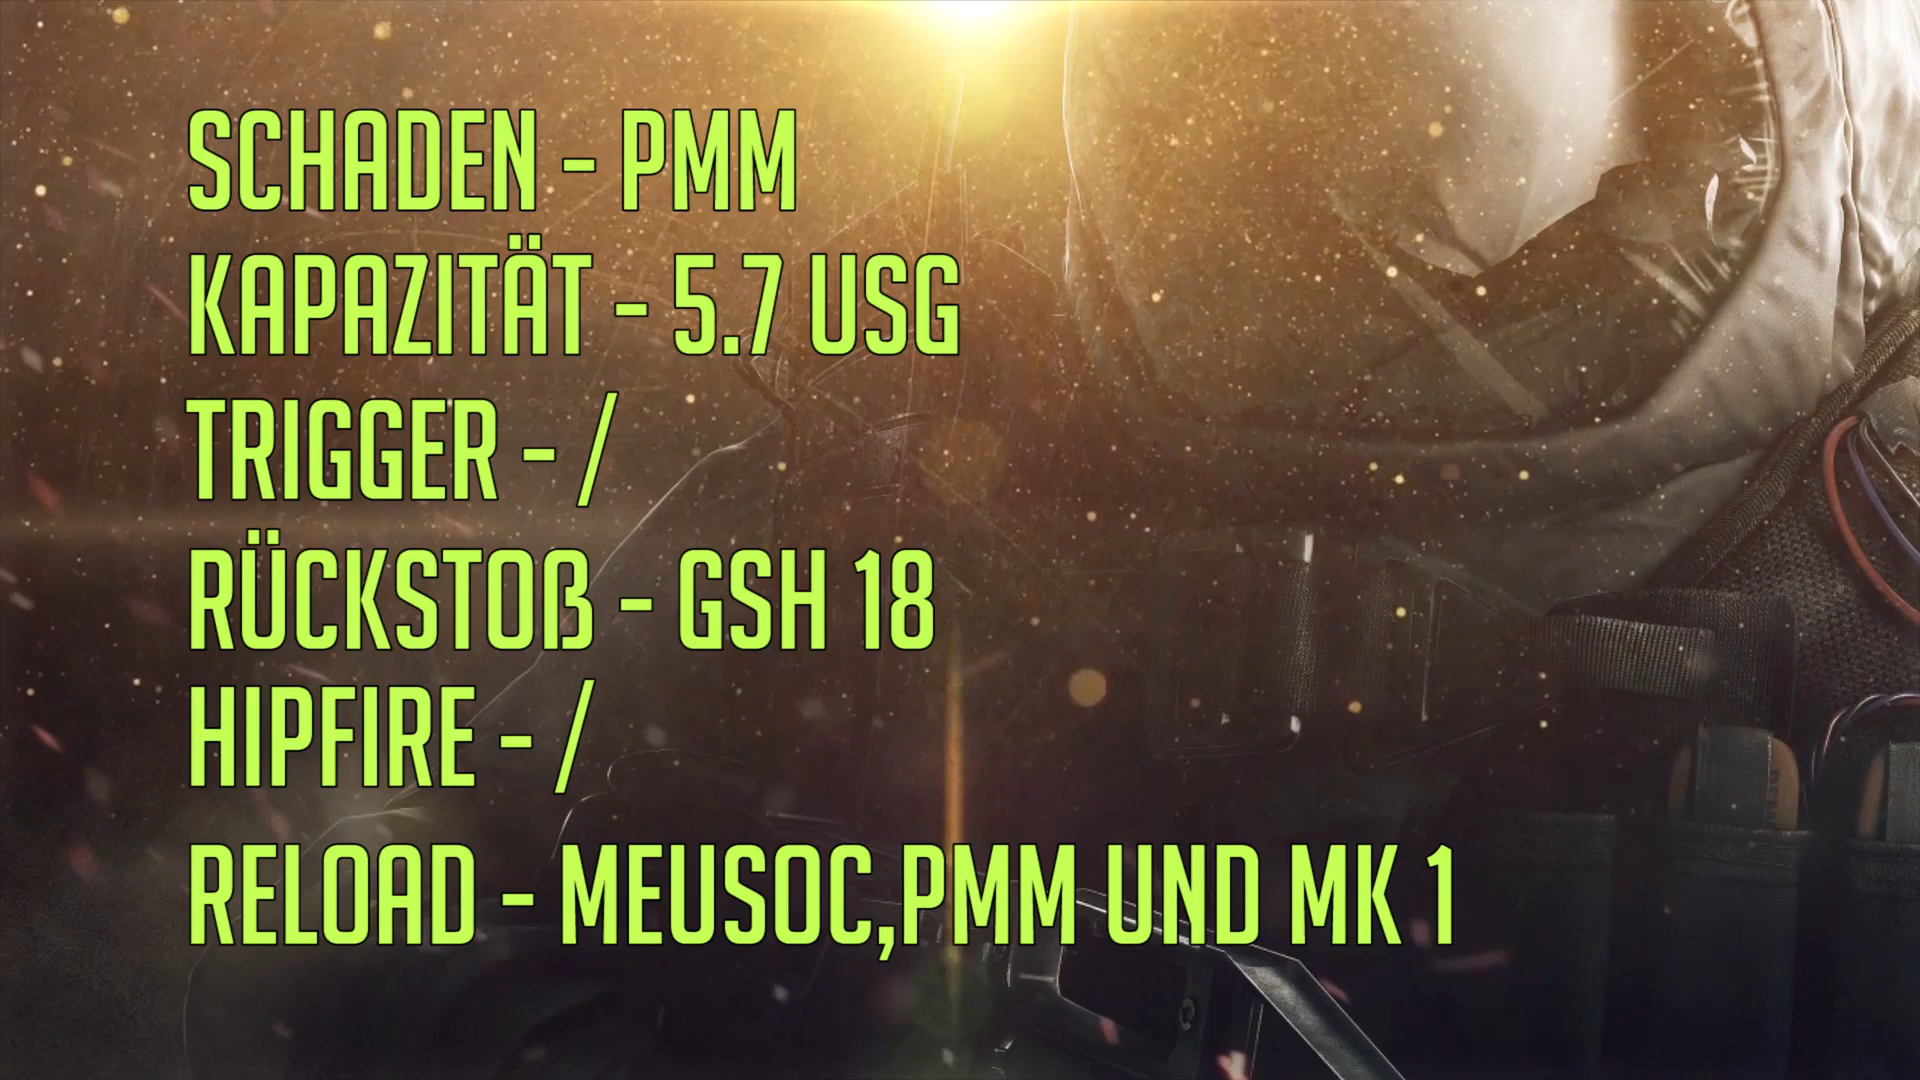 SCHADEN - PMM
KAPAZITÄT - 5.7 USG
TRIGGER - /
RÜCKSTOß - GSH 18
HIPFIRE - /
RELOAD - MEUSOC,PMM UND MK 1